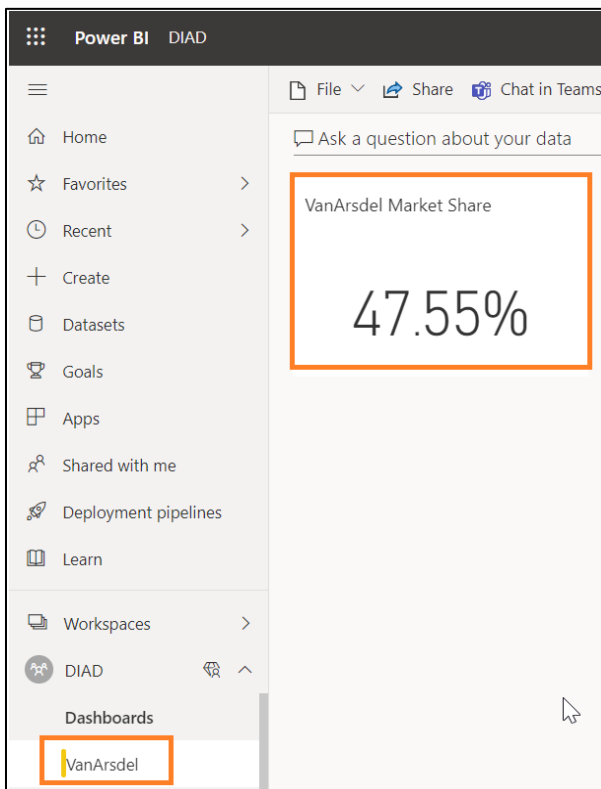 Power BI DIAD
File Share Chat in Teams
Ask a question about your data
Home
Favorites
Recent
Create
Datasets
Goals
Apps
Shared with me
Deployment pipelines
Learn
Workspaces
DIAD
Dashboards
VanArsdel
VanArsdel Market Share
47.55%